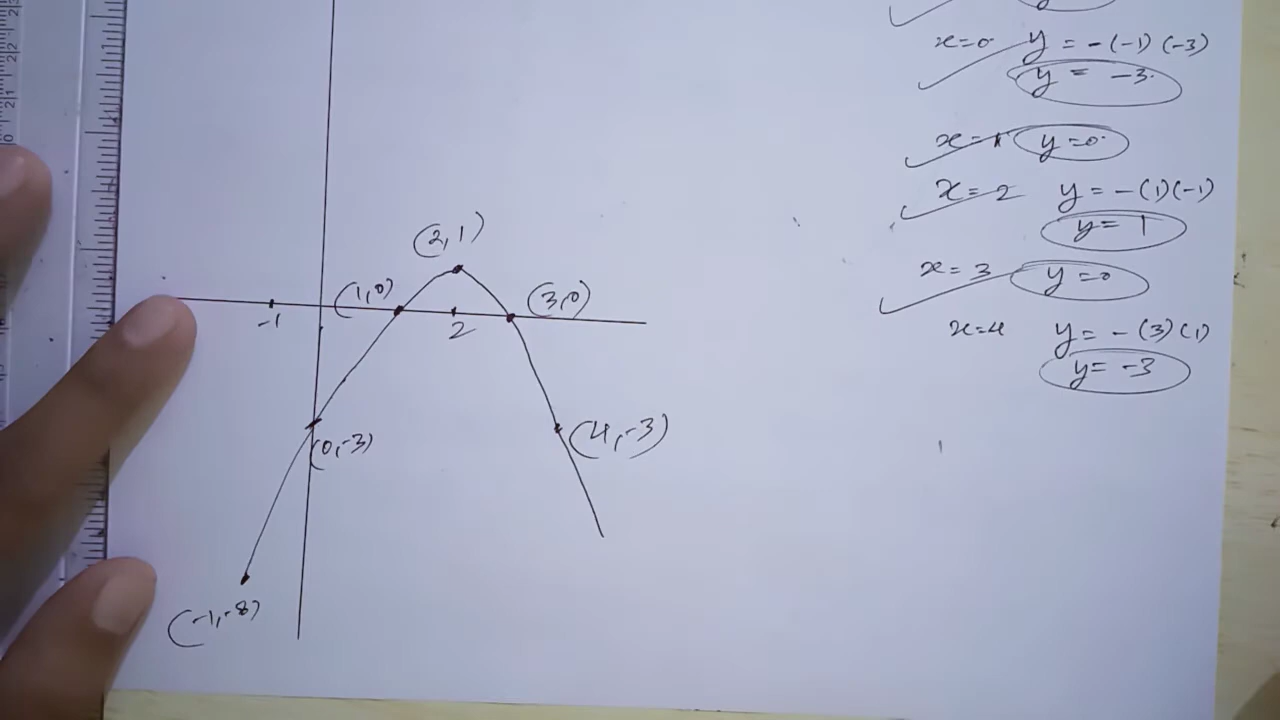 x=0 y = -(-1)(-3)
y = -3
x=1 y=0
x=2 y=-(1)(-1)
y= 1
x=3 y=0
x=4 y=-(3)(1)
y= -3
(2,1)
(1,0) (3,0)
-1 2
(0,-3) (4,-3)
(-1,-8)